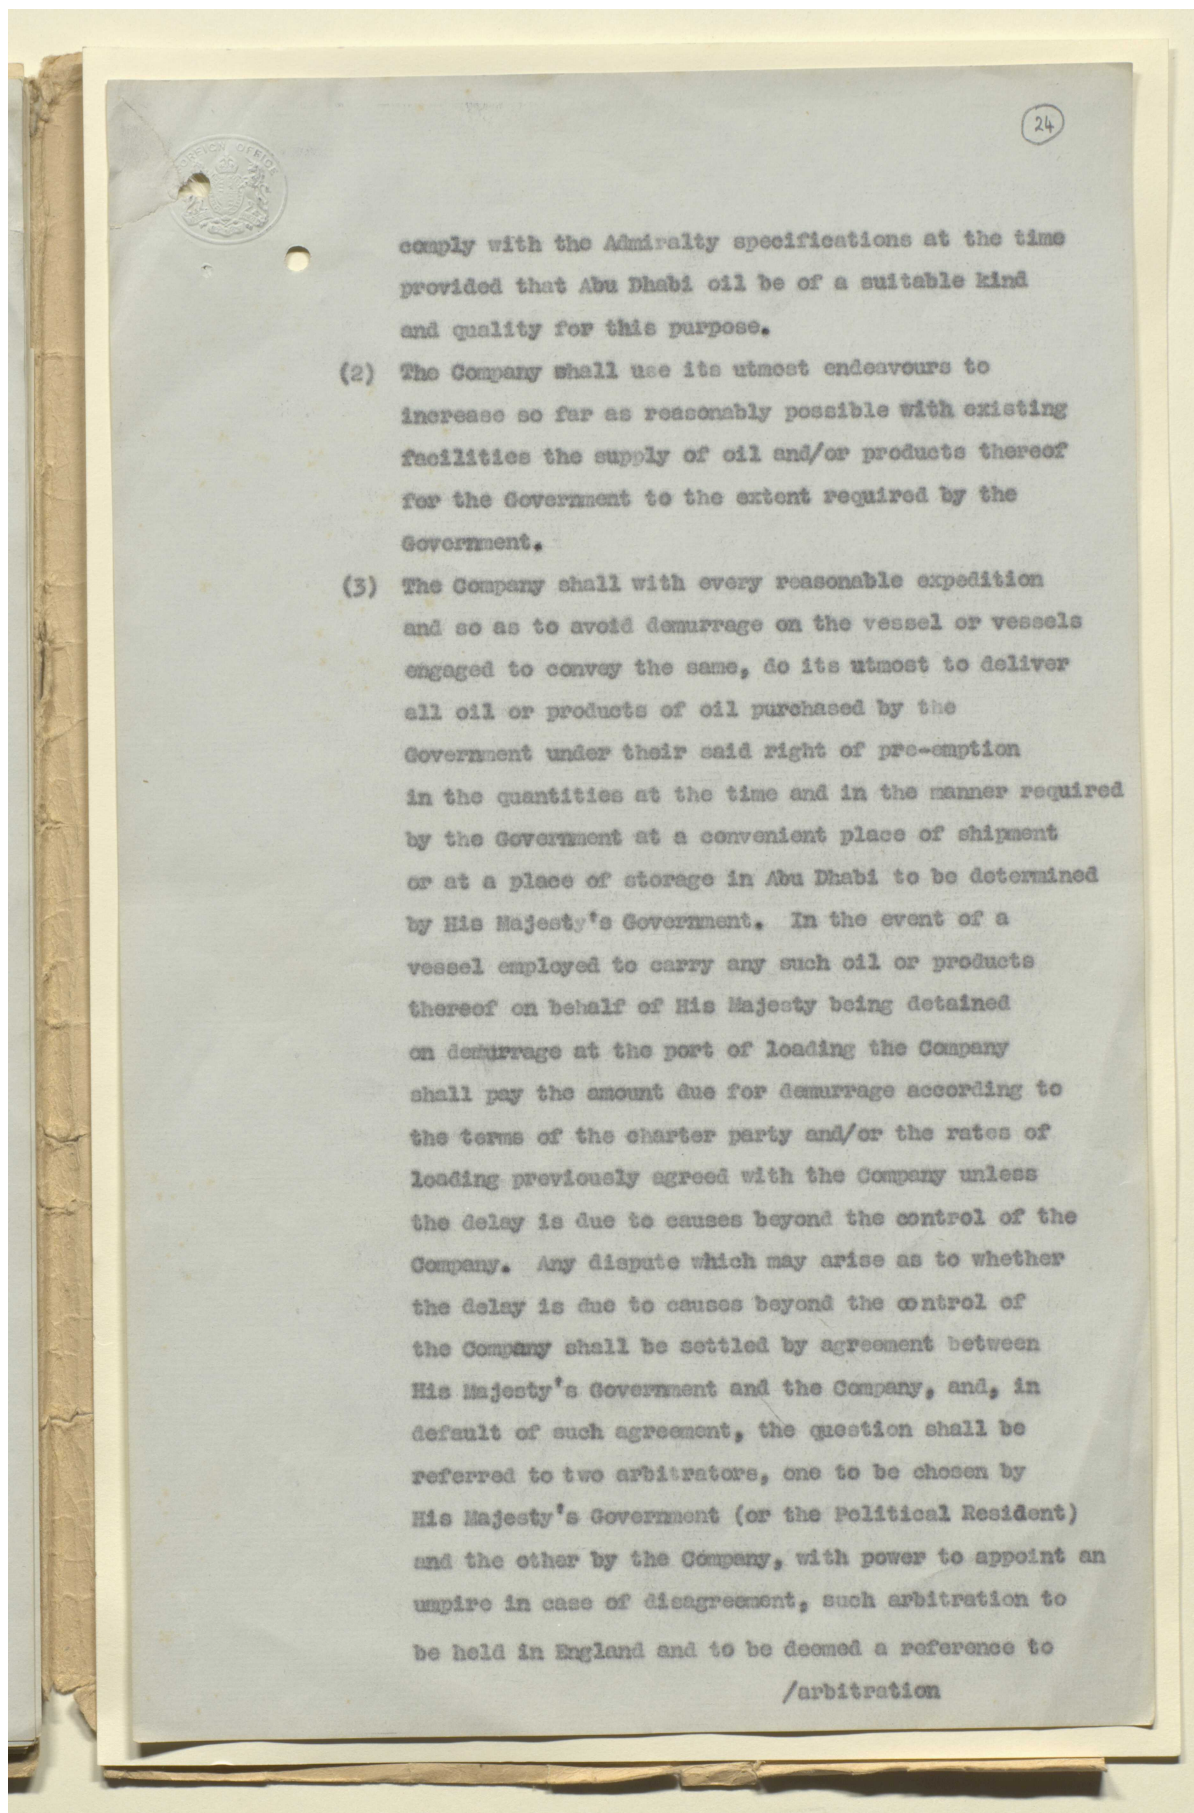 24
FOREIGN OFFICE
comply with the Admiralty specifications at the time
provided that Abu Dhabi oil be of a suitable kind
and quality for this purpose.
(2) The Company shall use its utmost endeavours to
increase so far as reasonably possible with existing
facilities the supply of oil and/or products thereof
for the Government to the extent required by the
Government.
(3) The Company shall with every reasonable expedition
and so as to avoid demurrage on the vessel or vessels
engaged to convey the same, do its utmost to deliver
all oil or products of oil purchased by the
Government under their said right of pre-emption
in the quantities at the time and in the manner required
by the Government at a convenient place of shipment
or at a place of storage in Abu Dhabi to be determined
by His Majesty's Government. In the event of a
vessel employed to carry any such oil or products
thereof on behalf of His Majesty being detained
on demurrage at the port of loading the Company
shall pay the amount due for demurrage according to
the terms of the charter party and/or the rates of
loading previously agreed with the Company unless
the delay is due to causes beyond the control of the
Company. Any dispute which may arise as to whether
the delay is due to causes beyond the control of
the Company shall be settled by agreement between
His Majesty's Government and the Company, and, in
default of such agreement, the question shall be
referred to two arbitrators, one to be chosen by
His Majesty's Government (or the Political Resident)
and the other by the Company, with power to appoint an
umpire in case of disagreement, such arbitration to
be held in England and to be deemed a reference to
/arbitration